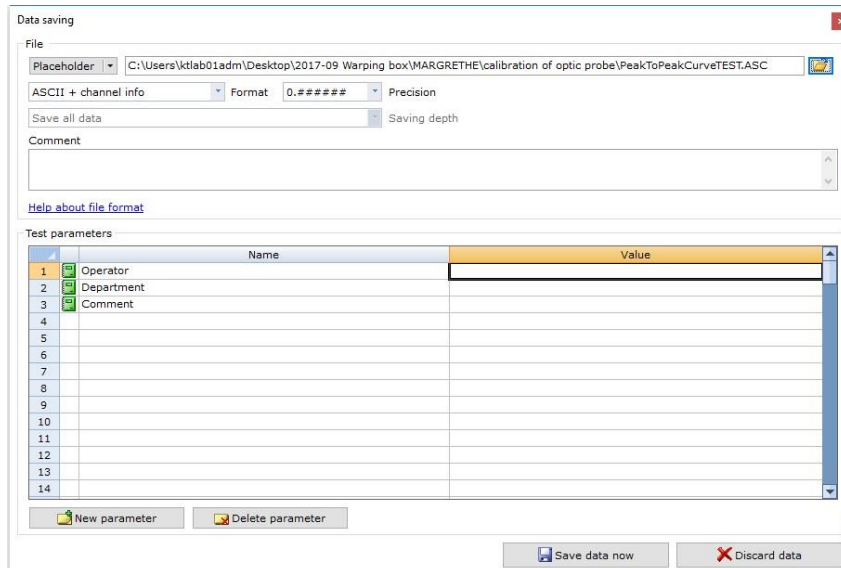 Data saving
File
Placeholder C:\Users\ktlab01adm\Desktop\2017-09 Warping box\MARGRETHE\calibration of optic probe\PeakToPeakCurveTEST.ASC
ASCII + channel info Format 0.###### Precision
Save all data Saving depth
Comment
Help about file format
Test parameters
Name Value
1 Operator
2 Department
3 Comment
4
5
6
7
8
9
10
11
12
13
14
New parameter Delete parameter
Save data now Discard data